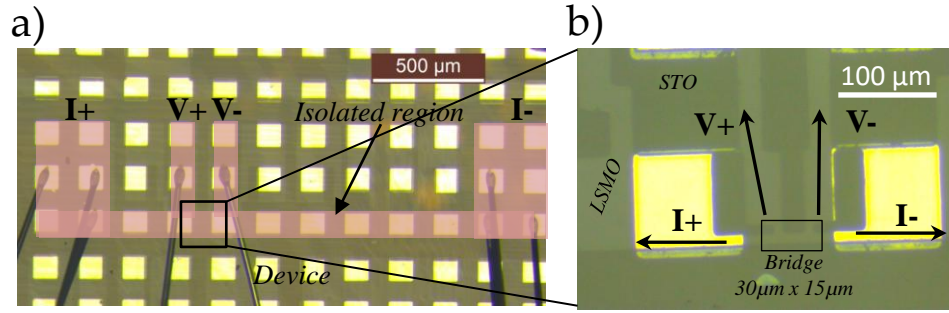 a)
500 μm
I+
V+
V-
I-
Isolated region
Device
b)
STO
100 μm
V+
V-
LSMO
I+
I-
Bridge
30μm x 15μm